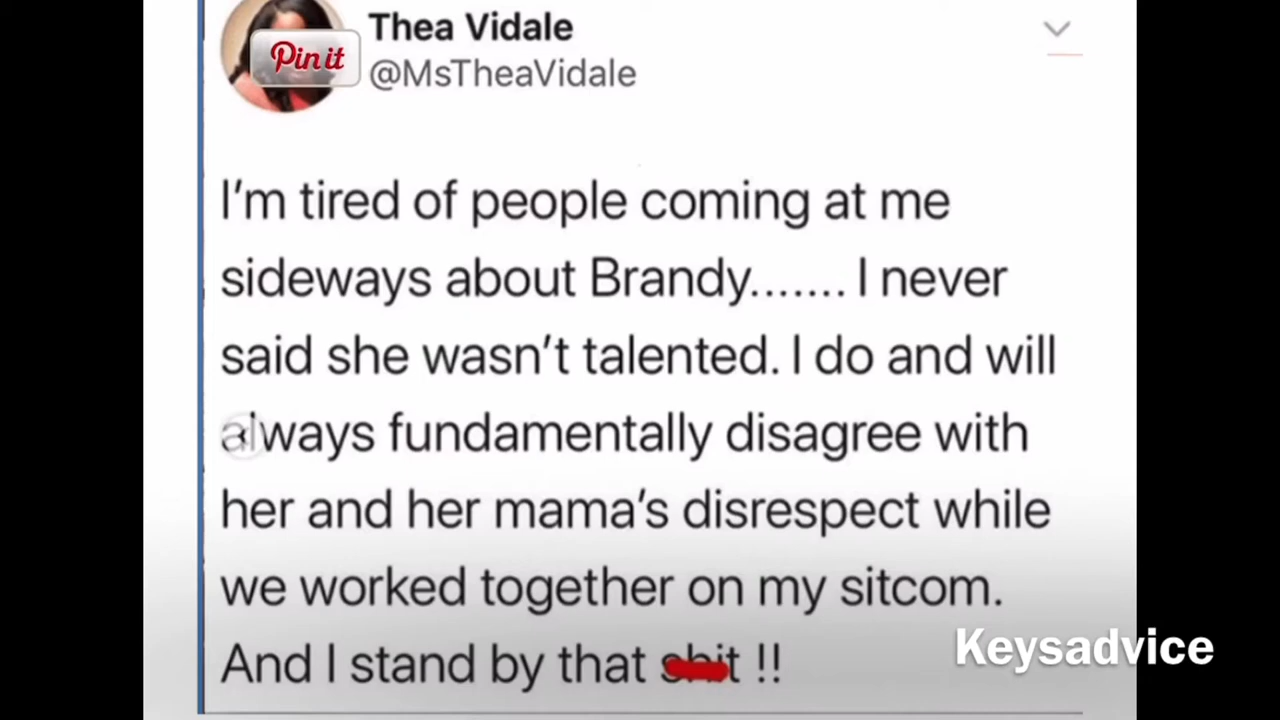 Thea Vidale
Pin it
@MsTheaVidale
I'm tired of people coming at me
sideways about Brandy....... I never
said she wasn't talented. I do and will
always fundamentally disagree with
her and her mama's disrespect while
we worked together on my sitcom.
And I stand by that shit !!
Keysadvice